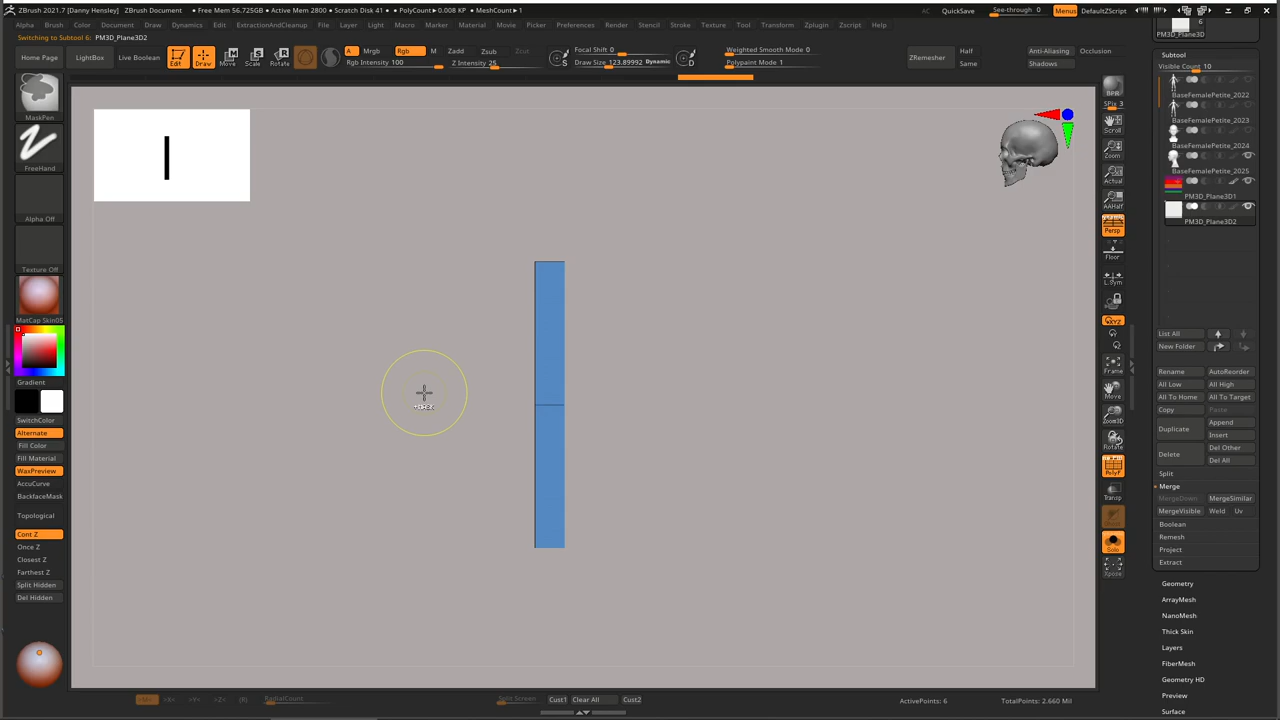 ZBrush 2021.7 [Danny Hensley]   ZBrush Document   • Free Mem 56.725GB • Active Mem 2800 • Scratch Disk 41 • PolyCount▸0.008 KP • MeshCount▸1
AC QuickSave See-through 0 Menus DefaultZScript
Alpha Brush Color Document Draw Dynamics Edit ExtractionAndCleanup File Layer Light Macro Marker Material Movie Picker Preferences Render Stencil Stroke Texture Tool Transform Zplugin Zscript Help
Switching to Subtool 6: PM3D_Plane3D2
Home Page LightBox Live Boolean Edit Draw Move Scale Rotate
A Mrgb Rgb M Zadd Zsub Zcut
Rgb Intensity 100 Z Intensity 25
S Focal Shift 0
Draw Size 123.89992 Dynamic D
Weighted Smooth Mode 0
Polypaint Mode 1
ZRemesher Half
Same
Anti-Aliasing Occlusion
Shadows
MaskPen
FreeHand
Alpha Off
Texture Off
MatCap Skin05
Gradient
SwitchColor
Alternate
Fill Color
Fill Material
WaxPreview
AccuCurve
BackfaceMask
Topological
Cont Z
Once Z
Closest Z
Farthest Z
Split Hidden
Del Hidden
BPR
SPix 3
Scroll
Zoom
Actual
AAHalf
Dynamic
Persp
Floor
L.Sym
XYZ
Frame
Move
Zoom3D
Rotate
PolyF
Transp
Solo
Xpose
6
PM3D_Plane3D
Subtool
Visible Count 10
BaseFemalePetite_2022
BaseFemalePetite_2023
BaseFemalePetite_2024
BaseFemalePetite_2025
PM3D_Plane3D1
PM3D_Plane3D2
List All
New Folder
Rename AutoReorder
All Low All High
All To Home All To Target
Copy Paste
Duplicate Append
Insert
Delete Del Other
Del All
Split
Merge
MergeDown MergeSimilar
MergeVisible Weld Uv
Boolean
Remesh
Project
Extract
Geometry
ArrayMesh
NanoMesh
Thick Skin
Layers
FiberMesh
Geometry HD
Preview
Surface
>M< >X< >Y< >Z< (R) RadialCount Split Screen Cust1 Clear All Cust2 ActivePoints: 6 TotalPoints: 2.660 Mil